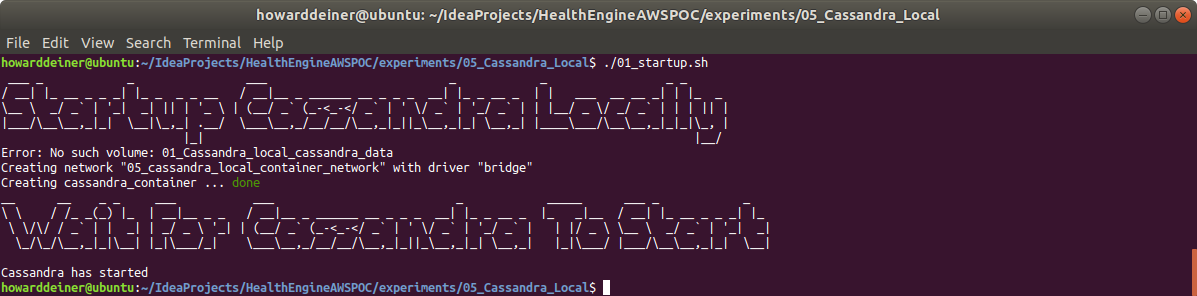 howarddeiner@ubuntu: ~/IdeaProjects/HealthEngineAWSPOC/experiments/05_Cassandra_Local
File Edit View Search Terminal Help
howarddeiner@ubuntu:~/IdeaProjects/HealthEngineAWSPOC/experiments/05_Cassandra_Local$ ./01_startup.sh
Startup Cassandra Locally
Error: No such volume: 01_Cassandra_local_cassandra_data
Creating network "05_cassandra_local_container_network" with driver "bridge"
Creating cassandra_container ... done
Wait For Cassandra To Start
Cassandra has started
howarddeiner@ubuntu:~/IdeaProjects/HealthEngineAWSPOC/experiments/05_Cassandra_Local$